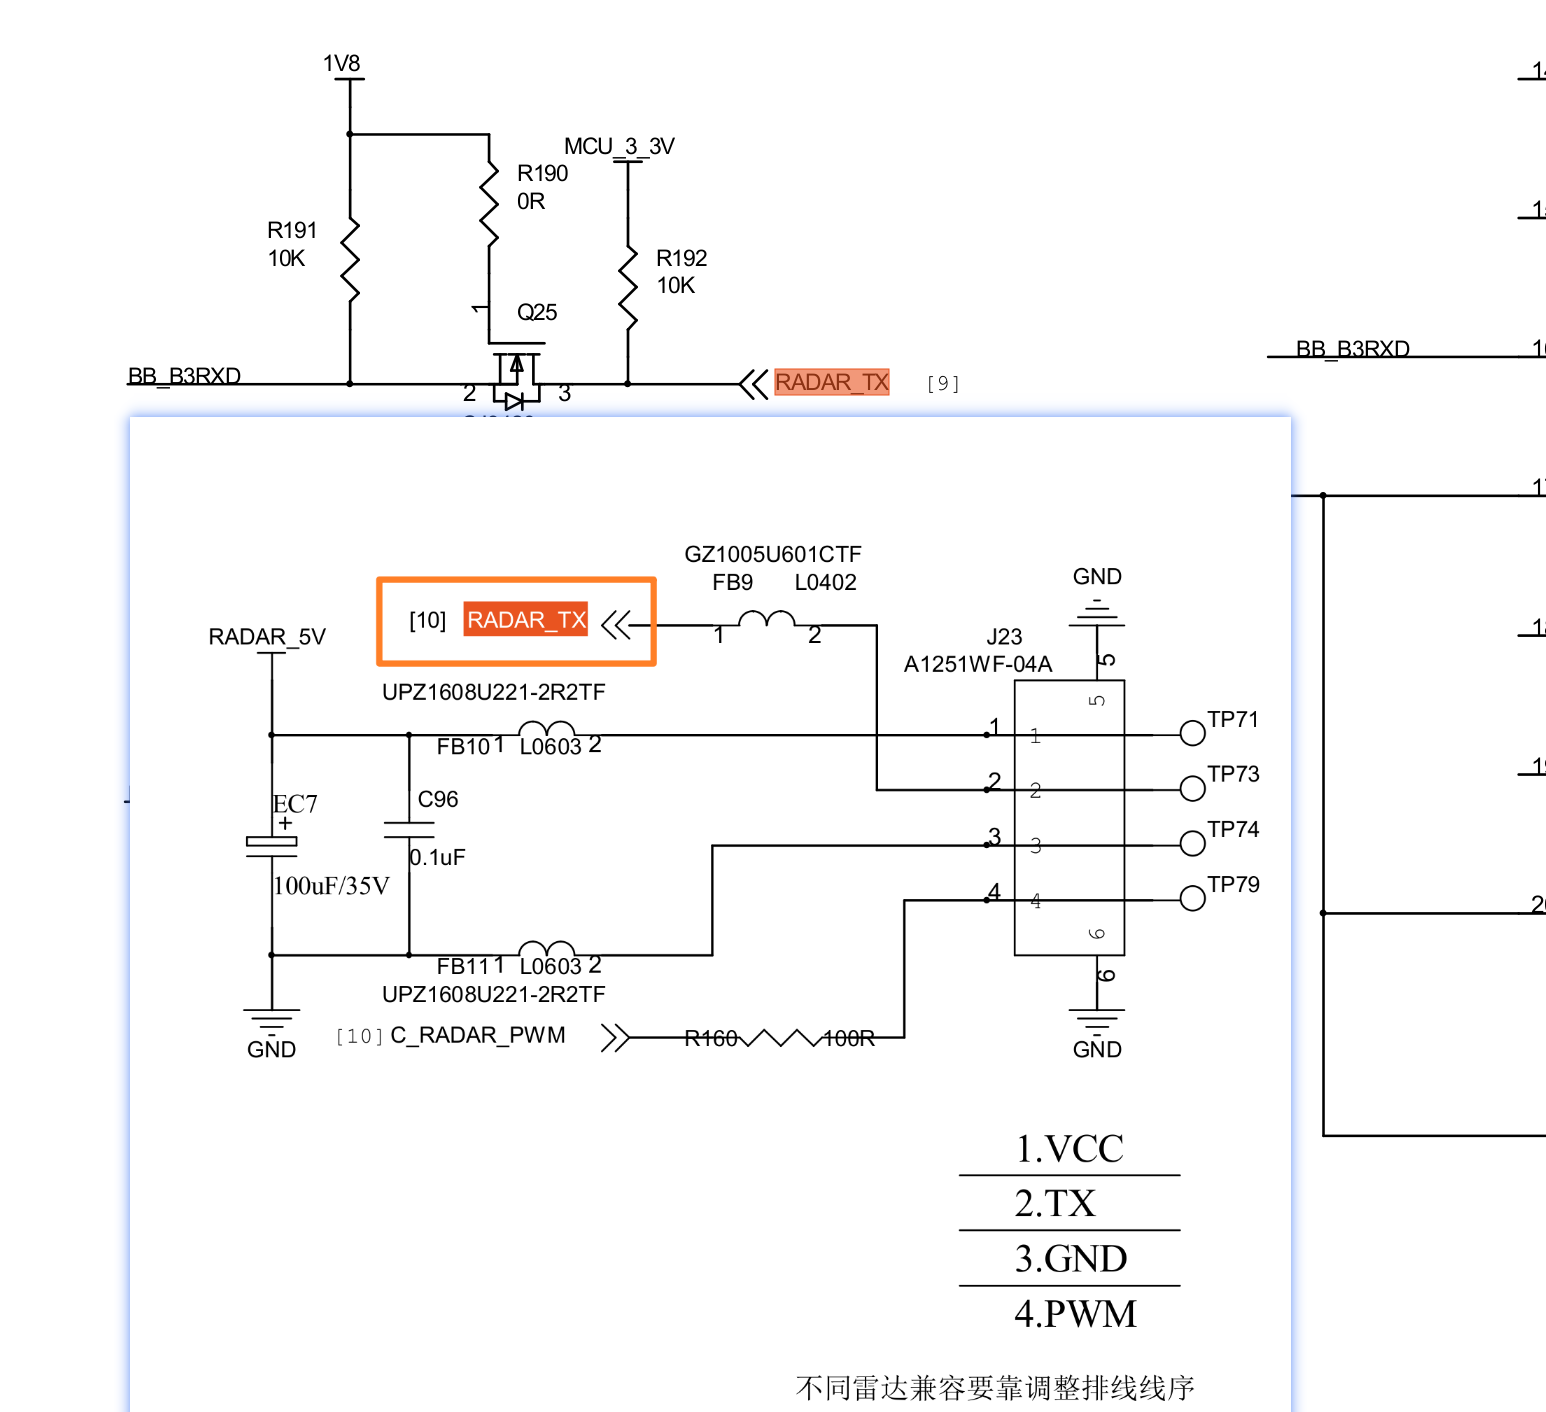 1V8
MCU_3_3V
R190
0R
R191
10K
R192
10K
1
Q25
BB_B3RXD
2
3
RADAR_TX
[9]
BB_B3RXD
GZ1005U601CTF
FB9
L0402
[10]
RADAR_TX
1
2
GND
5
RADAR_5V
J23
A1251WF-04A
UPZ1608U221-2R2TF
5
FB10
1
L0603
2
1
1
TP71
2
2
TP73
EC7
+
C96
0.1uF
3
3
TP74
100uF/35V
4
4
TP79
6
6
FB11
1
L0603
2
UPZ1608U221-2R2TF
GND
[10]
C_RADAR_PWM
R160
100R
GND
1.VCC
2.TX
3.GND
4.PWM
不同雷达兼容要靠调整排线线序